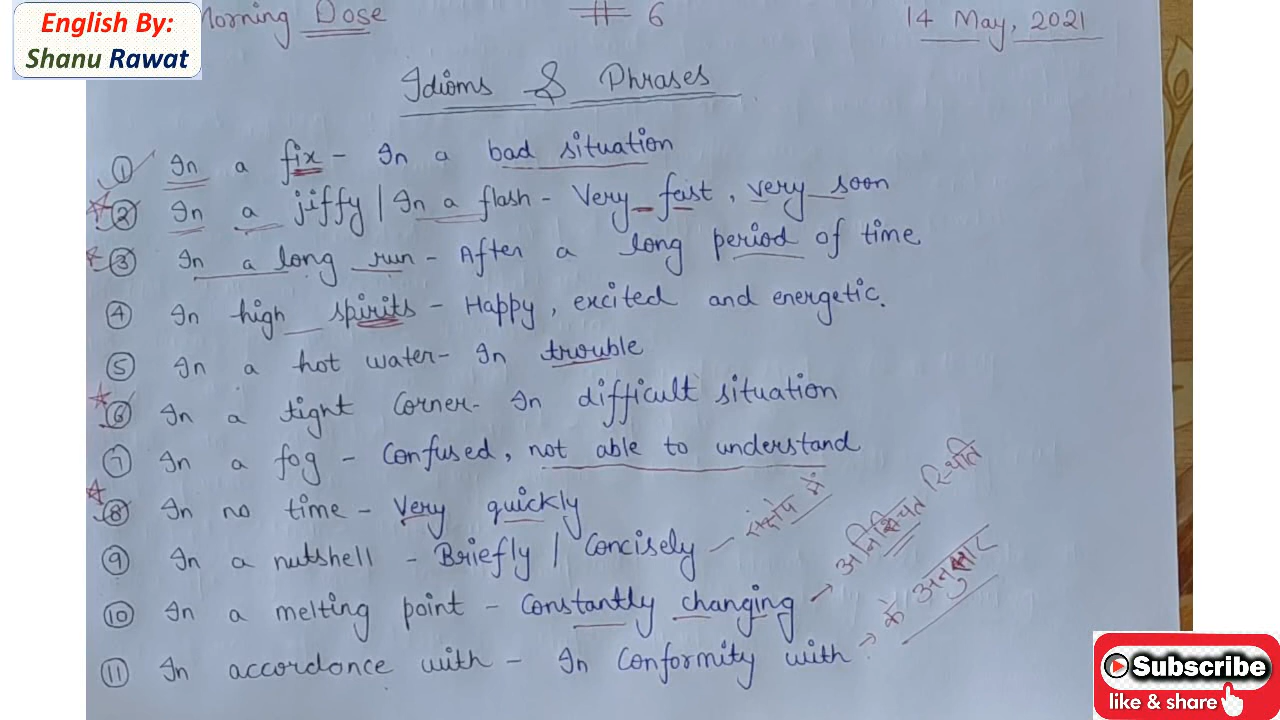 English By:
Shanu Rawat
Morning Dose # 6 14 May, 2021
Idioms & Phrases
① In a fix - In a bad situation
② In a jiffy | In a flash - Very fast, very soon
③ In a long run - After a long period of time
④ In high spirits - Happy, excited and energetic.
⑤ In a hot water - In trouble
⑥ In a tight corner - In difficult situation
⑦ In a fog - Confused, not able to understand
⑧ In no time - Very quickly
⑨ In a nutshell - Briefly | Concisely - संक्षेप में
⑩ In a melting point - Constantly changing → अनिश्चित स्थिति
⑪ In accordance with - In conformity with → के अनुसार
Subscribe
like & share